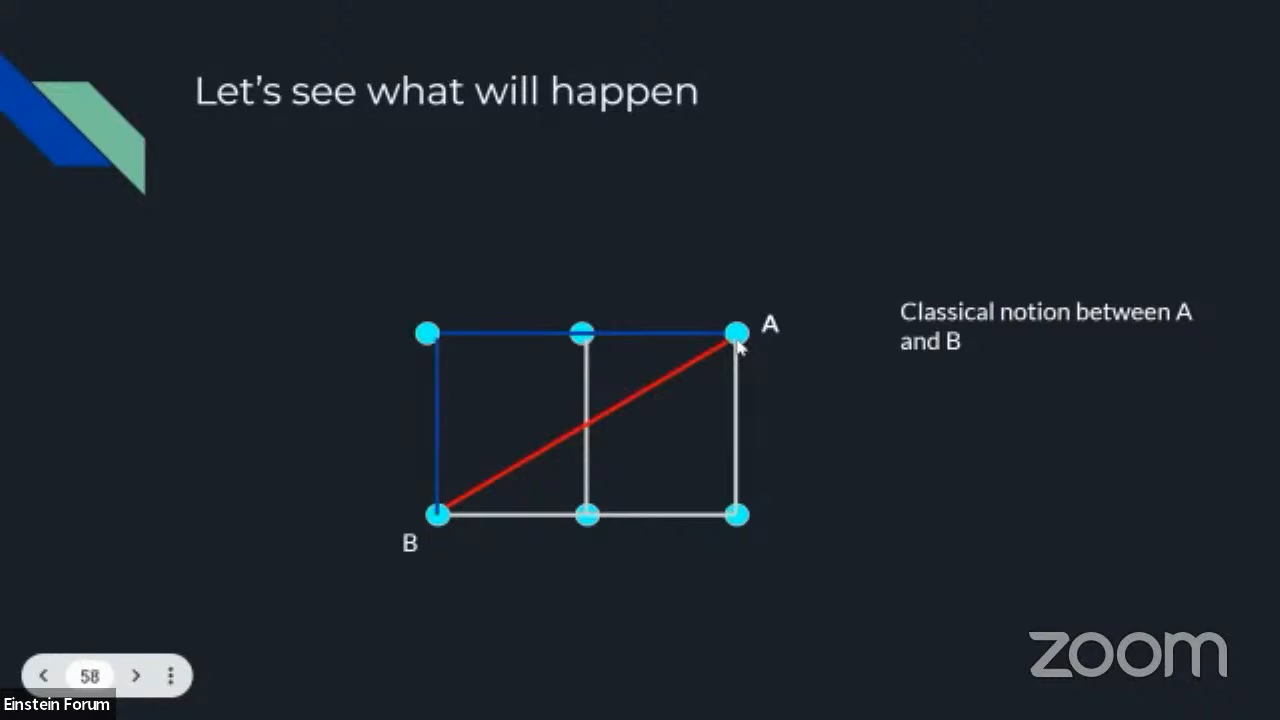 Let's see what will happen
A
Classical notion between A
and B
B
58
zoom
Einstein Forum